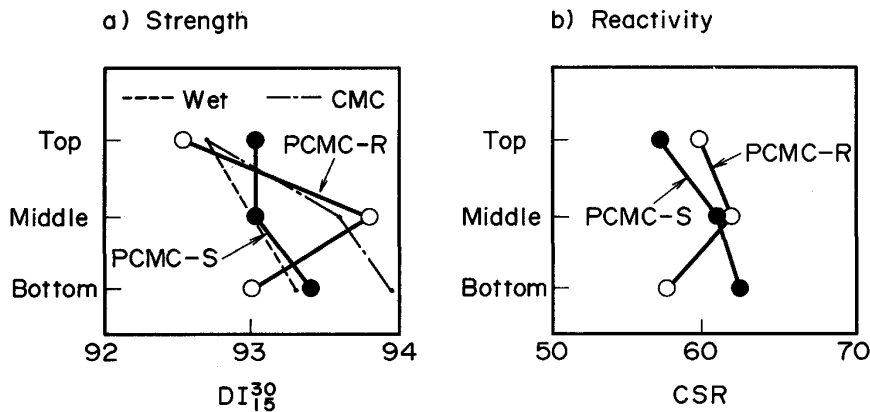 a) Strength
b) Reactivity
Wet
CMC
Top
PCMC-R
Middle
PCMC-S
Bottom
92
93
94
DI³⁰₁₅
Top
PCMC-R
Middle
PCMC-S
Bottom
50
60
70
CSR